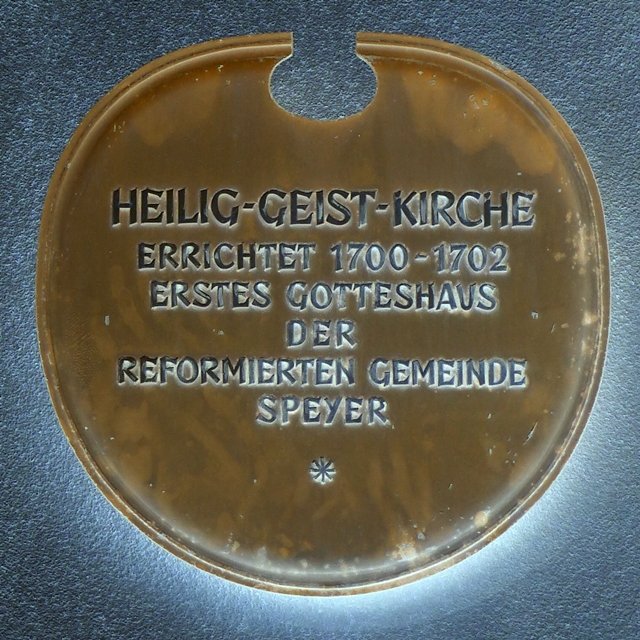 HEILIG-GEIST-KIRCHE
ERRICHTET 1700-1702
ERSTES GOTTESHAUS
DER
REFORMIERTEN GEMEINDE
SPEYER